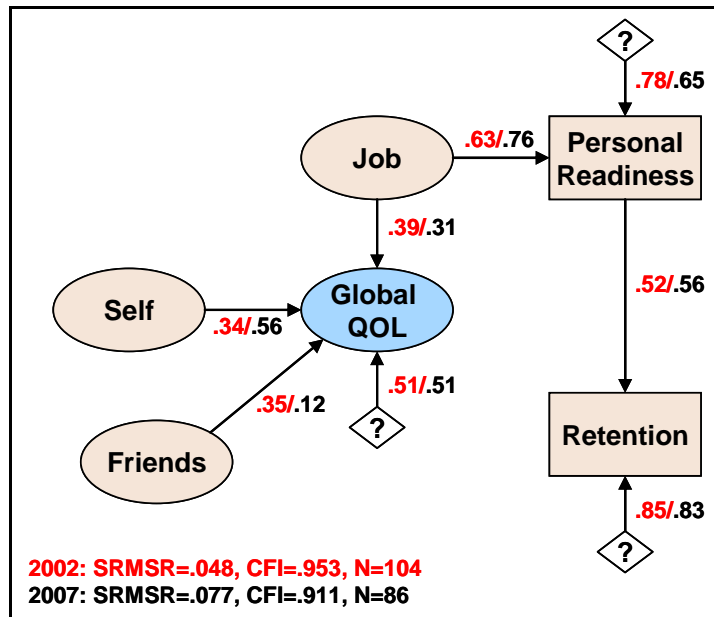 ?
.78/.65
Job
.63/.76
Personal
Readiness
.39/.31
Self
.34/.56
Global
QOL
.52/.56
.35/.12
.51/.51
?
Friends
Retention
.85/.83
?
2002: SRMSR=.048, CFI=.953, N=104
2007: SRMSR=.077, CFI=.911, N=86